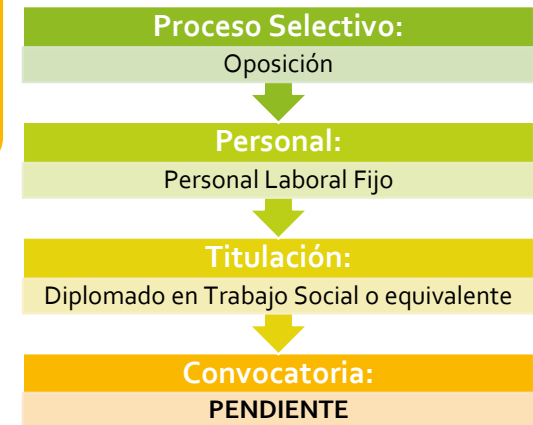 Proceso Selectivo:
Oposición
Personal:
Personal Laboral Fijo
Titulación:
Diplomado en Trabajo Social o equivalente
Convocatoria:
PENDIENTE